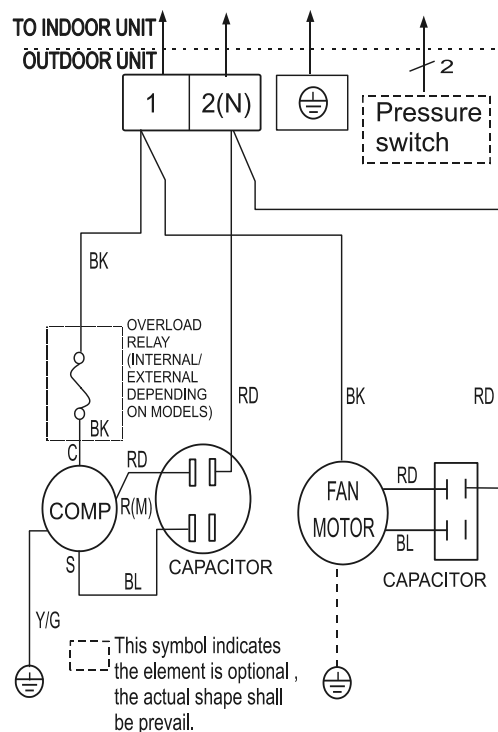 TO INDOOR UNIT
OUTDOOR UNIT
1
2(N)
2
Pressure
switch
BK
OVERLOAD
RELAY
(INTERNAL/
EXTERNAL
DEPENDING
ON MODELS)
RD
BK
RD
BK
C
RD
COMP
R(M)
S
BL
CAPACITOR
FAN
MOTOR
RD
BL
CAPACITOR
Y/G
This symbol indicates
the element is optional ,
the actual shape shall
be prevail.